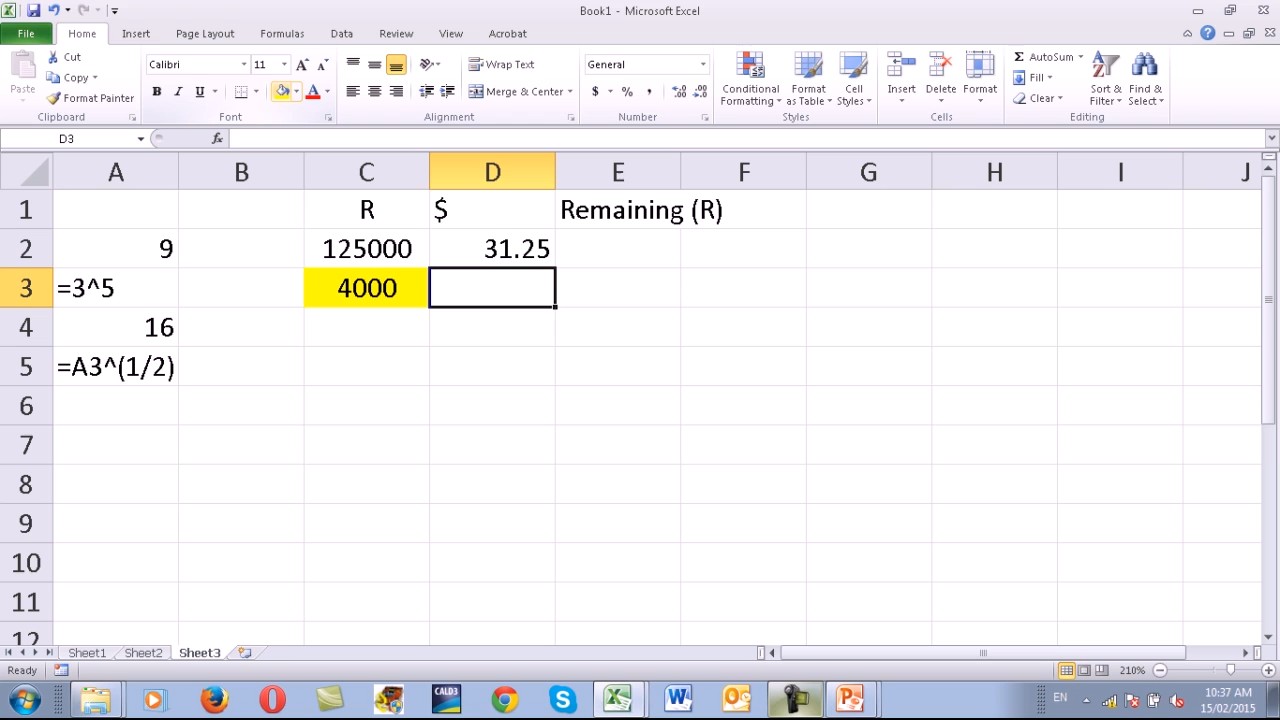 Book1 - Microsoft Excel
File Home Insert Page Layout Formulas Data Review View Acrobat
Cut
Copy
Format Painter
Paste
Clipboard
Calibri 11
B I U
Font
Wrap Text
Merge & Center
Alignment
General
$ % ,
Number
Conditional Formatting
Format as Table
Cell Styles
Styles
Insert Delete Format
Cells
Σ AutoSum
Fill
Clear
Sort & Filter
Find & Select
Editing
D3 fx
A B C D E F G H I J
1 R $ Remaining (R)
2 9 125000 31.25
3 =3^5 4000
4 16
5 =A3^(1/2)
6
7
8
9
10
11
12
Sheet1 Sheet2 Sheet3
Ready 210%
CALD3 EN 10:37 AM
15/02/2015